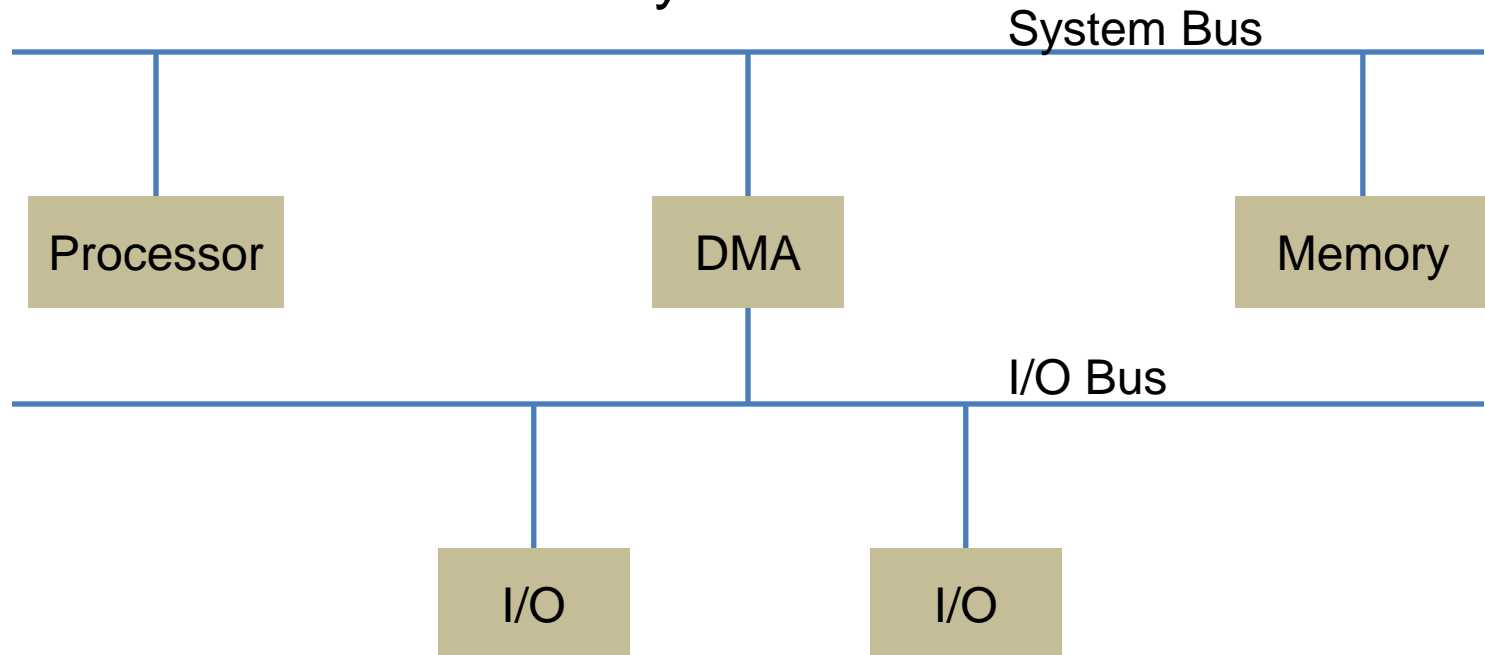 System Bus
Processor
DMA
Memory
I/O Bus
I/O
I/O